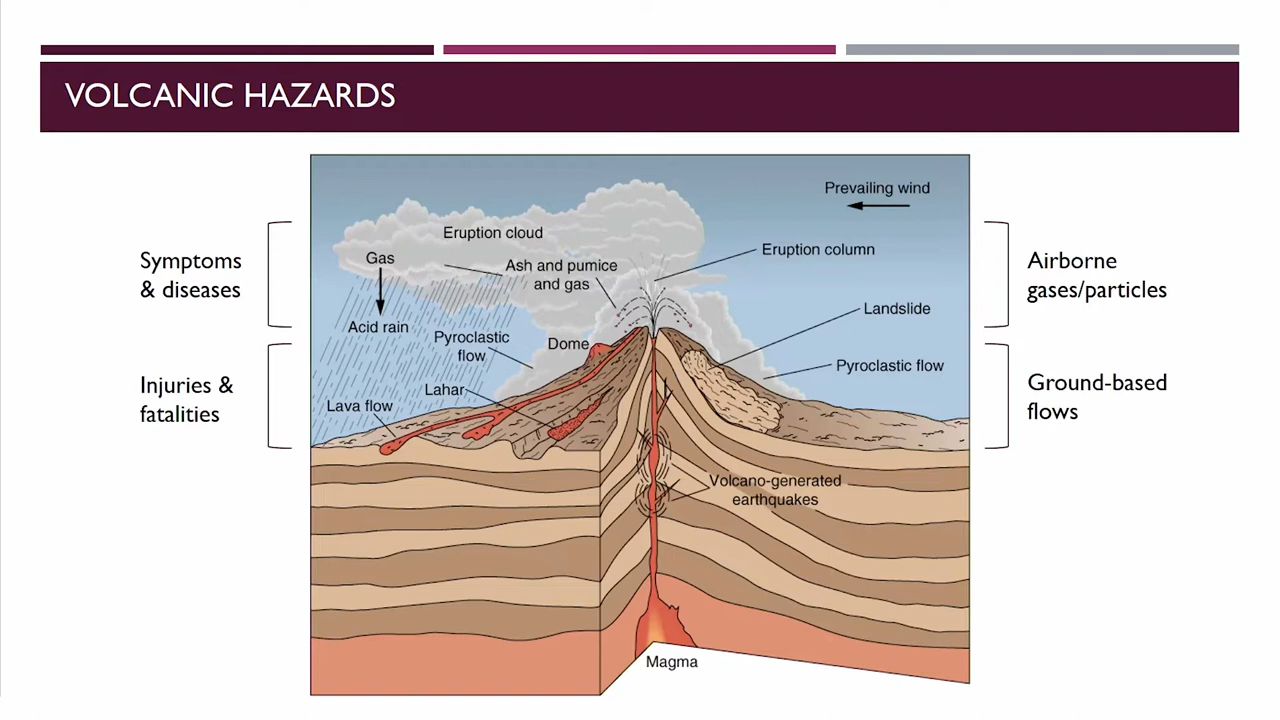 VOLCANIC HAZARDS
Symptoms
& diseases
Injuries &
fatalities
Prevailing wind
Eruption cloud
Eruption column
Gas
Ash and pumice
and gas
Landslide
Acid rain
Pyroclastic
flow
Dome
Pyroclastic flow
Lahar
Lava flow
Volcano-generated
earthquakes
Magma
Airborne
gases/particles
Ground-based
flows